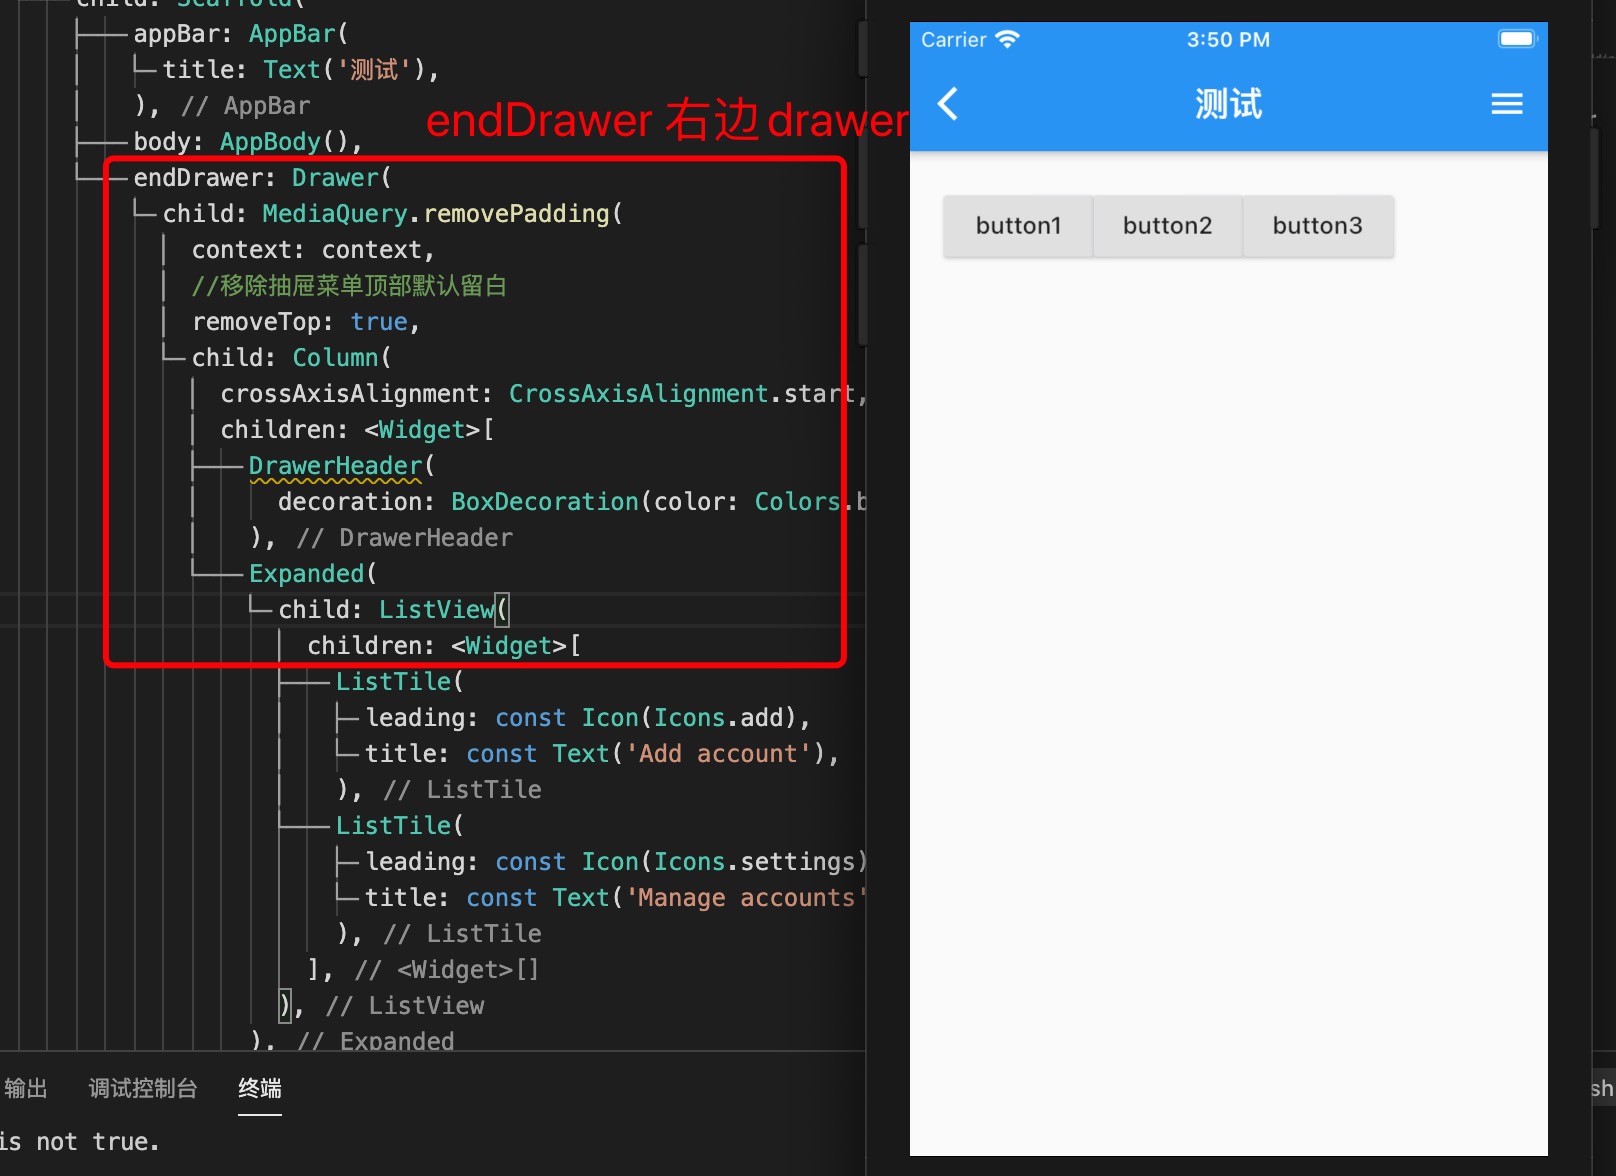 child: Scaffold(
appBar: AppBar(
title: Text('测试'),
), // AppBar
body: AppBody(),
endDrawer: Drawer(
child: MediaQuery.removePadding(
context: context,
//移除抽屉菜单顶部默认留白
removeTop: true,
child: Column(
crossAxisAlignment: CrossAxisAlignment.start,
children: <Widget>[
DrawerHeader(
decoration: BoxDecoration(color: Colors.b
), // DrawerHeader
Expanded(
child: ListView(
children: <Widget>[
ListTile(
leading: const Icon(Icons.add),
title: const Text('Add account'),
), // ListTile
ListTile(
leading: const Icon(Icons.settings)
title: const Text('Manage accounts'
), // ListTile
], // <Widget>[]
), // ListView
), // Expanded
输出 调试控制台 终端
is not true.
endDrawer 右边drawer
Carrier 3:50 PM
测试
button1 button2 button3
sh